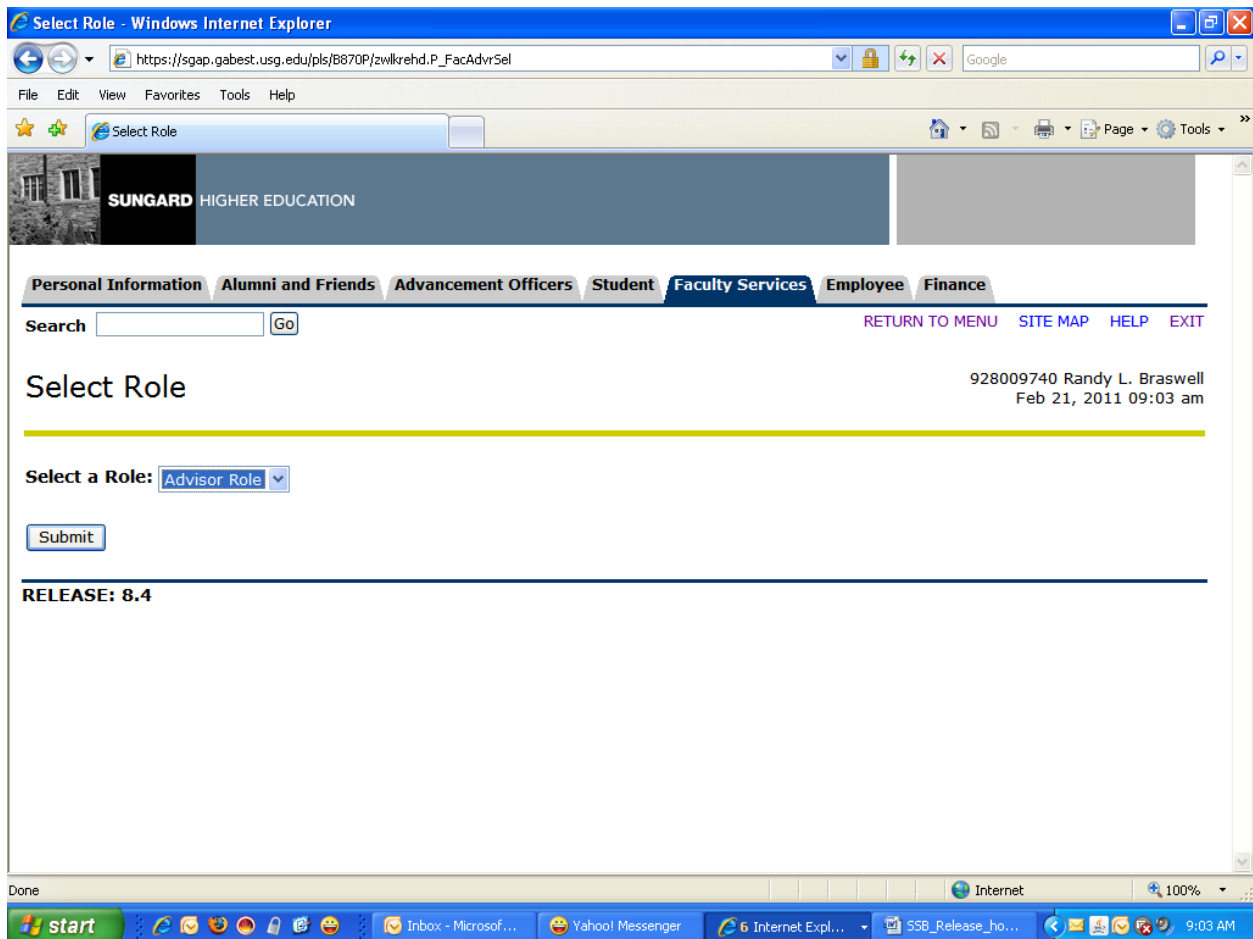 Select Role - Windows Internet Explorer
https://sgap.gabest.usg.edu/pls/B870P/zwlkrehd.P_FacAdvrSel
Google
File Edit View Favorites Tools Help
Select Role
Page Tools
SUNGARD HIGHER EDUCATION
Personal Information Alumni and Friends Advancement Officers Student Faculty Services Employee Finance
Search Go RETURN TO MENU SITE MAP HELP EXIT
Select Role
928009740 Randy L. Braswell
Feb 21, 2011 09:03 am
Select a Role: Advisor Role
Submit
RELEASE: 8.4
Done Internet 100%
start Inbox - Microsof... Yahoo! Messenger 6 Internet Expl... SSB_Release_ho... 9:03 AM